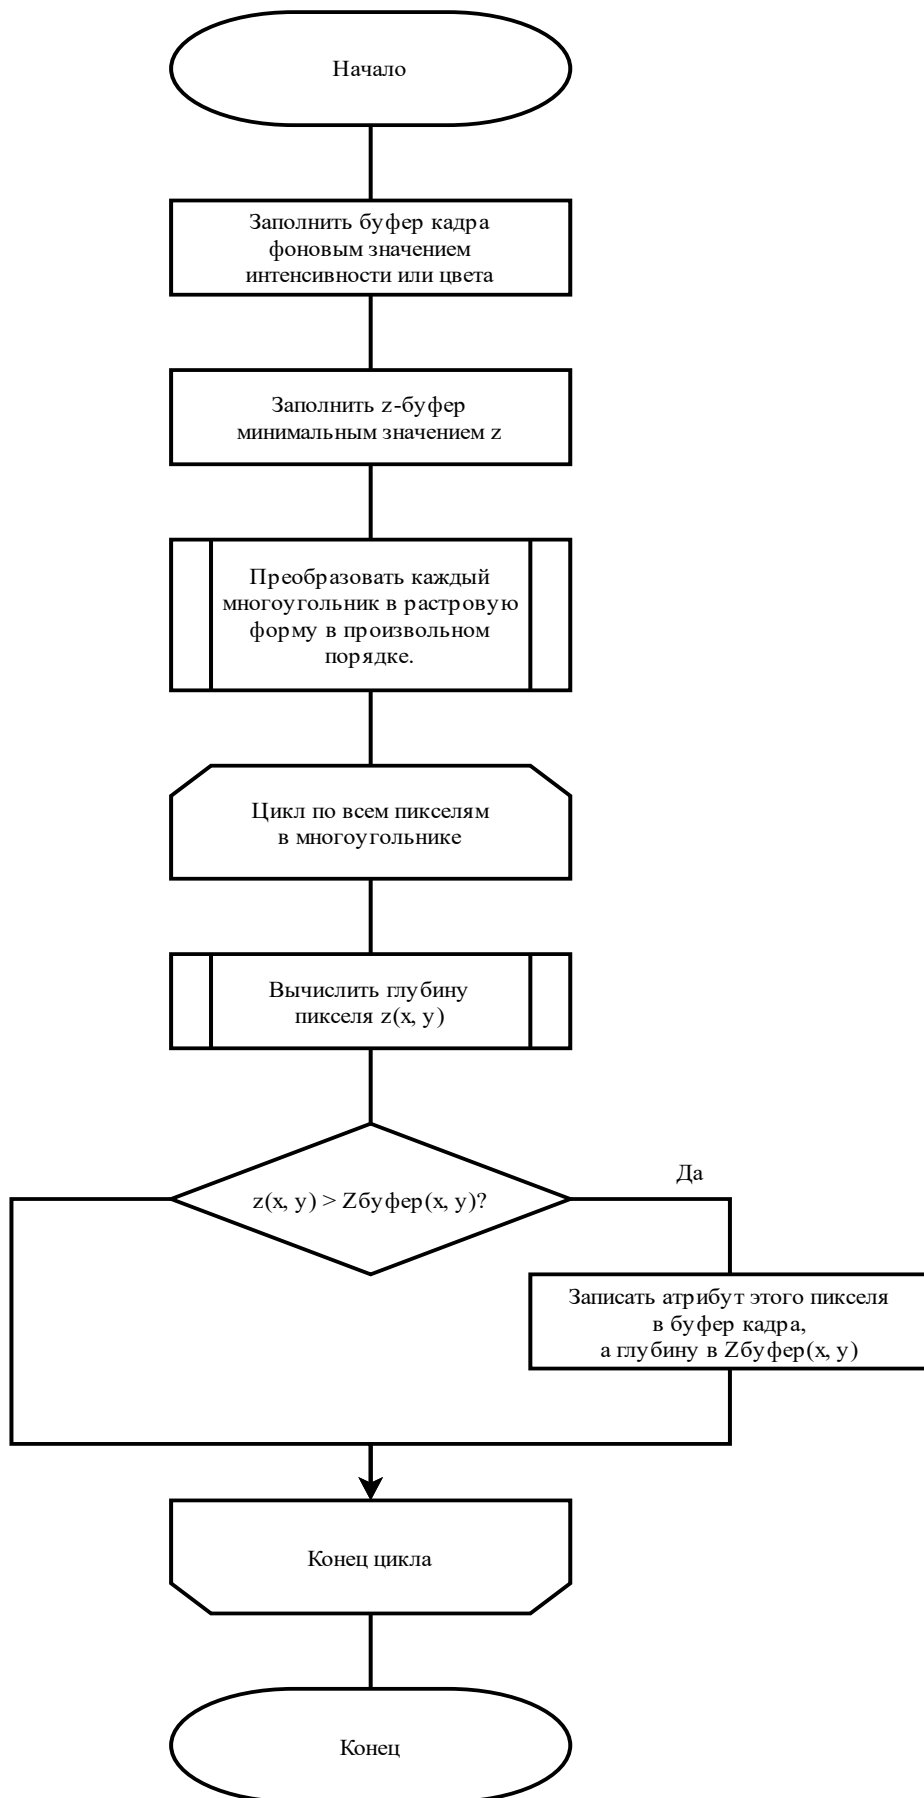 Начало
Заполнить буфер кадра
фоновым значением
интенсивности или цвета
Заполнить z-буфер
минимальным значением z
Преобразовать каждый
многоугольник в растровую
форму в произвольном
порядке.
Цикл по всем пикселям
в многоугольнике
Вычислить глубину
пикселя z(x, y)
z(x, y) > Zбуфер(x, y)?
Да
Записать атрибут этого пикселя
в буфер кадра,
а глубину в Zбуфер(x, y)
Конец цикла
Конец